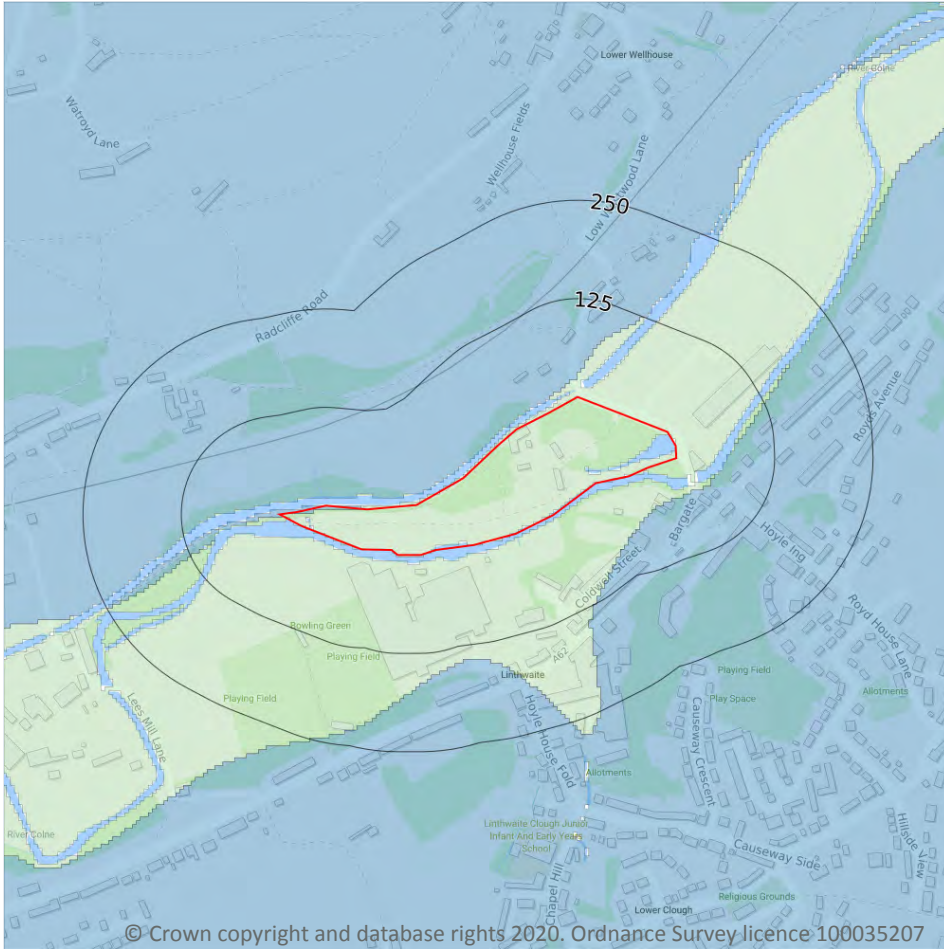 Lower Wellhouse
River Colne
Watroyd Lane
Wellhouse Fields
Low Westwood Lane
250
125
Radcliffe Road
Royds Avenue
Bargate
Hoyle Ing
Coldwell Street
Royd House Lane
Bowling Green
Playing Field
A62
Linthwaite
Playing Field
Playing Field
Play Space
Allotments
Lees Mill Lane
Hoyle House Fold
Causeway Crescent
Allotments
River Colne
Linthwaite Clough Junior
Infant And Early Years
School
Causeway Side
Hillside View
Chapel Hill
Lower Clough
Religious Grounds
© Crown copyright and database rights 2020. Ordnance Survey licence 100035207